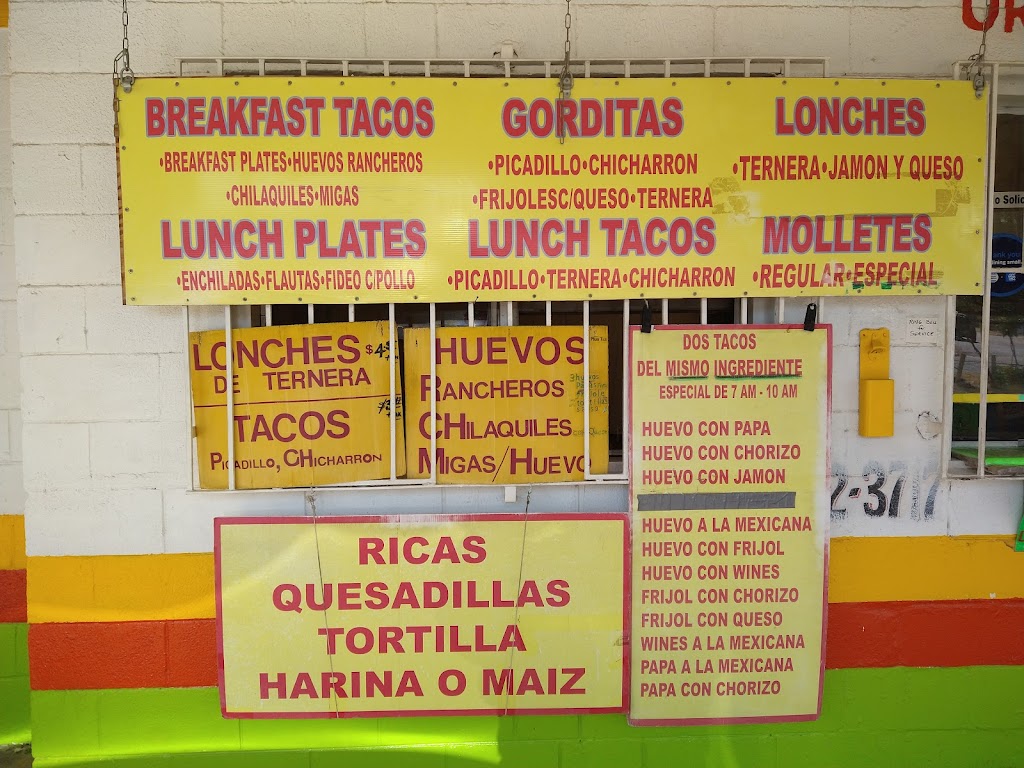 UR
BREAKFAST TACOS
•BREAKFAST PLATES•HUEVOS RANCHEROS
•CHILAQUILES•MIGAS
GORDITAS
•PICADILLO•CHICHARRON
•FRIJOLESC/QUESO•TERNERA
LONCHES
•TERNERA•JAMON Y QUESO
LUNCH PLATES
•ENCHILADAS•FLAUTAS•FIDEO C/POLLO
LUNCH TACOS
•PICADILLO•TERNERA•CHICHARRON
MOLLETES
•REGULAR•ESPECIAL
LONCHES
DE TERNERA
TACOS
PICADILLO, CHICHARRON
HUEVOS
RANCHEROS
CHILAQUILES
MIGAS/HUEVO
DOS TACOS
DEL MISMO INGREDIENTE
ESPECIAL DE 7 AM - 10 AM
HUEVO CON PAPA
HUEVO CON CHORIZO
HUEVO CON JAMON
HUEVO A LA MEXICANA
HUEVO CON FRIJOL
HUEVO CON WINES
FRIJOL CON CHORIZO
FRIJOL CON QUESO
WINES A LA MEXICANA
PAPA A LA MEXICANA
PAPA CON CHORIZO
RICAS
QUESADILLAS
TORTILLA
HARINA O MAIZ
o Solic
2-3717